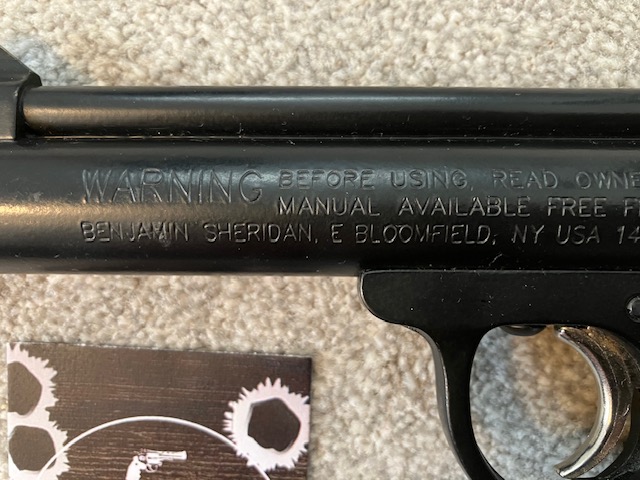 WARNING BEFORE USING, READ OWNE
MANUAL AVAILABLE FREE F
BENJAMIN SHERIDAN, E BLOOMFIELD, NY USA 14